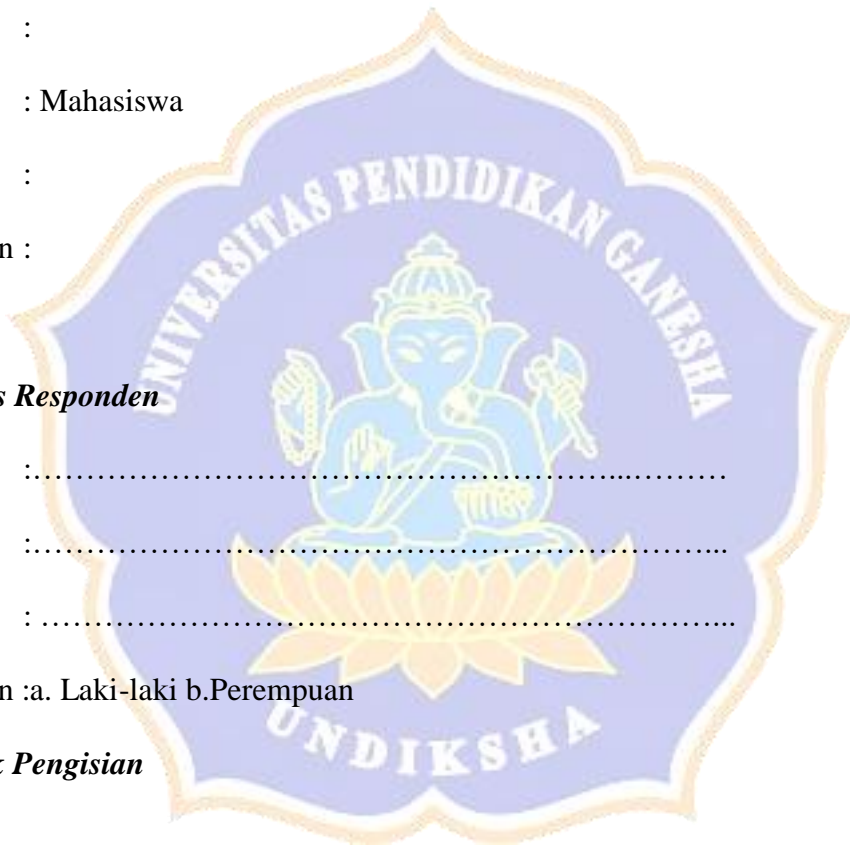 :
: Mahasiswa
:
n :
UNIVERSITAS PENDIDIKAN GANESHA
s Responden
:…………………………………………………...………
:…………………………………………………………...
: …………………………………………………………...
n :a. Laki-laki b.Perempuan
UNDIKSHA
k Pengisian